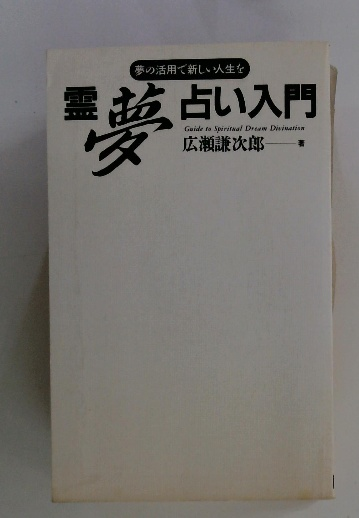 夢の活用で新しい人生を
霊夢占い入門
Guide to Spiritual Dream Divination
広瀬謙次郎——著